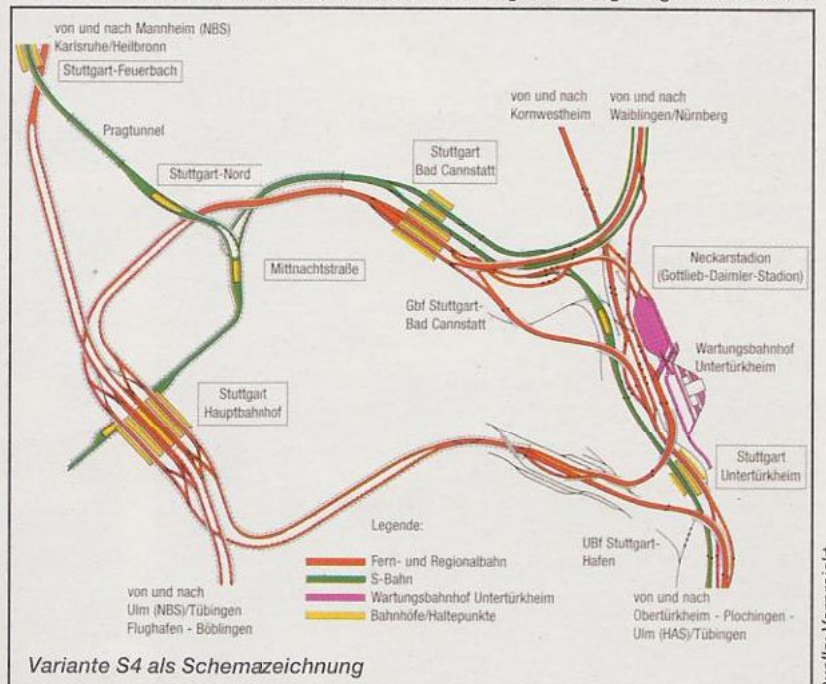 von und nach Mannheim (NBS)
Karlsruhe/Heilbronn
Stuttgart-Feuerbach
Pragtunnel
Stuttgart-Nord
Stuttgart
Bad Cannstatt
von und nach
Kornwestheim
von und nach
Waiblingen/Nürnberg
Mittnachtstraße
Neckarstadion
(Gottlieb-Daimler-Stadion)
Gbf Stuttgart-
Bad Cannstatt
Wartungsbahnhof
Untertürkheim
Stuttgart
Hauptbahnhof
Stuttgart
Untertürkheim
Legende:
Fern- und Regionalbahn
S-Bahn
Wartungsbahnhof Untertürkheim
Bahnhöfe/Haltepunkte
UBf Stuttgart-
Hafen
von und nach
Ulm (NBS)/Tübingen
Flughafen - Böblingen
von und nach
Obertürkheim - Plochingen -
Ulm (HAS)/Tübingen
Variante S4 als Schemazeichnung